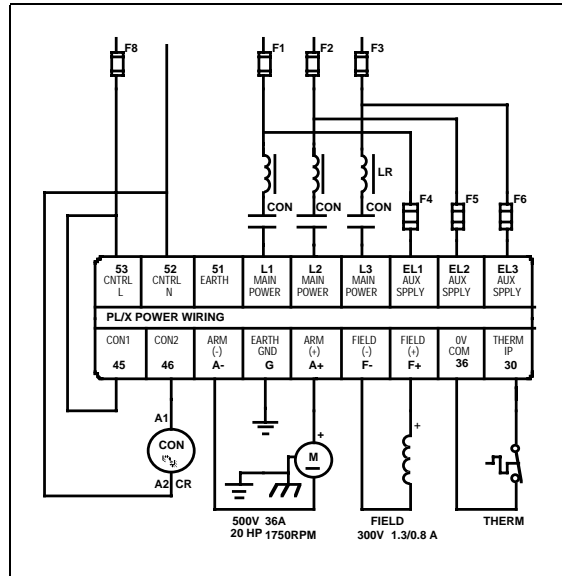 F8
F1
F2
F3
LR
CON
CON
CON
F4
F5
F6
53
CNTRL
L
52
CNTRL
N
51
EARTH
L1
MAIN
POWER
L2
MAIN
POWER
L3
MAIN
POWER
EL1
AUX
SPPLY
EL2
AUX
SPPLY
EL3
AUX
SPPLY
PL/X POWER WIRING
CON1
45
CON2
46
ARM
(-)
A-
EARTH
GND
G
ARM
(+)
A+
FIELD
(-)
F-
FIELD
(+)
F+
0V
COM
36
THERM
IP
30
A1
CON
A2 CR
+
M
+
500V 36A
20 HP 1750RPM
FIELD
300V 1.3/0.8 A
THERM